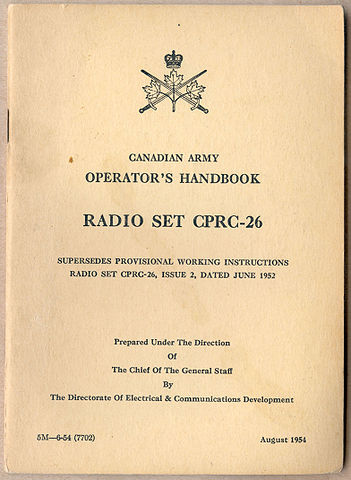 CANADIAN ARMY
OPERATOR'S HANDBOOK
RADIO SET CPRC-26
SUPERSEDES PROVISIONAL WORKING INSTRUCTIONS
RADIO SET CPRC-26, ISSUE 2, DATED JUNE 1952
Prepared Under The Direction
Of
The Chief Of The General Staff
By
The Directorate Of Electrical & Communications Development
5M—6-54 (7702) August 1954